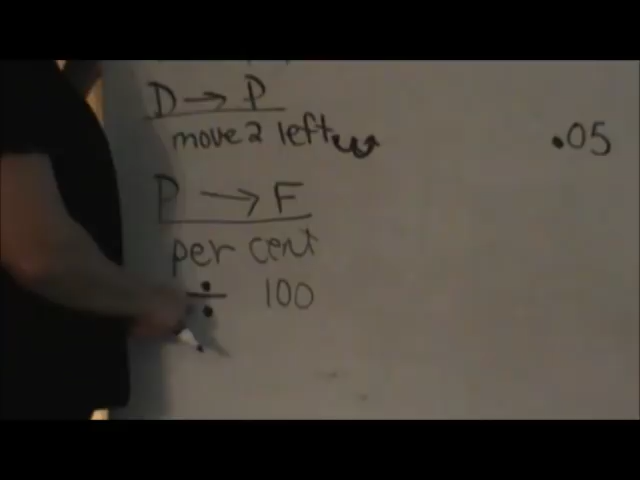 D → P
move 2 left
.05
P → F
per cent
÷ 100